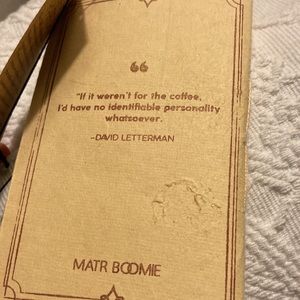 “
"If it weren't for the coffee,
I'd have no identifiable personality
whatsoever.
-DAVID LETTERMAN
MATR BOOMIE